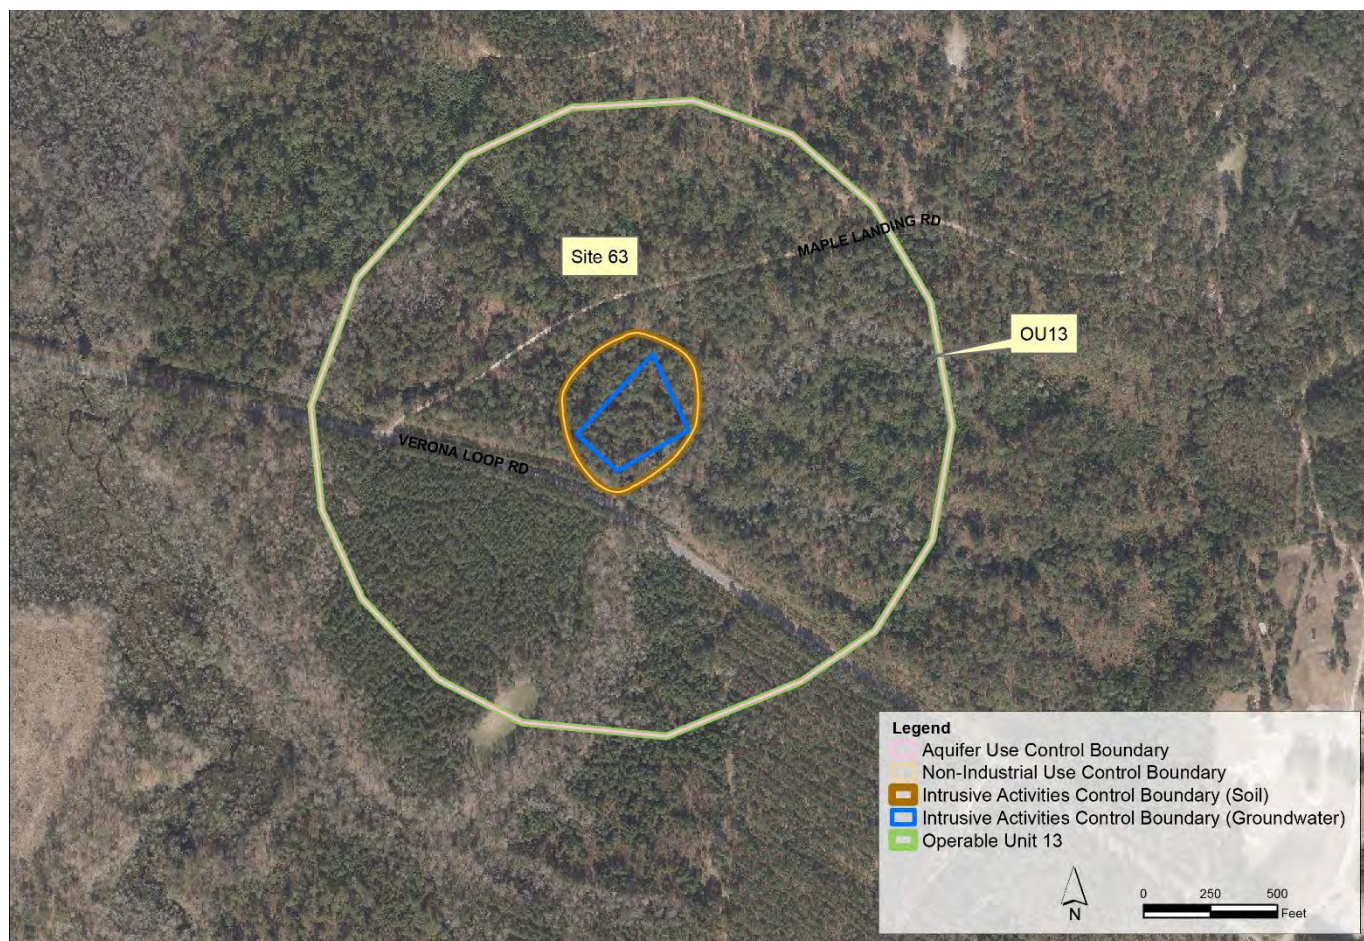 MAPLE LANDING RD
Site 63
OU13
VERONA LOOP RD
Legend
Aquifer Use Control Boundary
Non-Industrial Use Control Boundary
Intrusive Activities Control Boundary (Soil)
Intrusive Activities Control Boundary (Groundwater)
Operable Unit 13
0 250 500
Feet
N